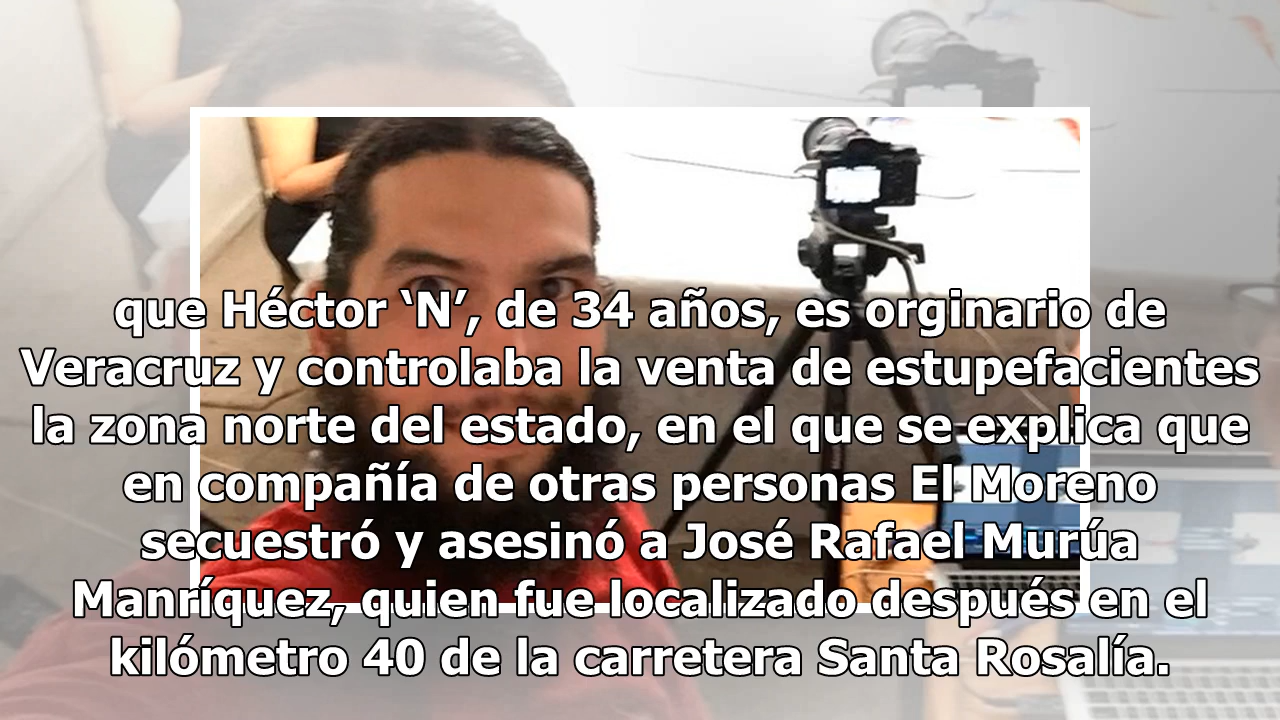 que Héctor ‘N’, de 34 años, es orginario de
Veracruz y controlaba la venta de estupefacientes
la zona norte del estado, en el que se explica que
en compañía de otras personas El Moreno
secuestró y asesinó a José Rafael Murúa
Manríquez, quien fue localizado después en el
kilómetro 40 de la carretera Santa Rosalía.